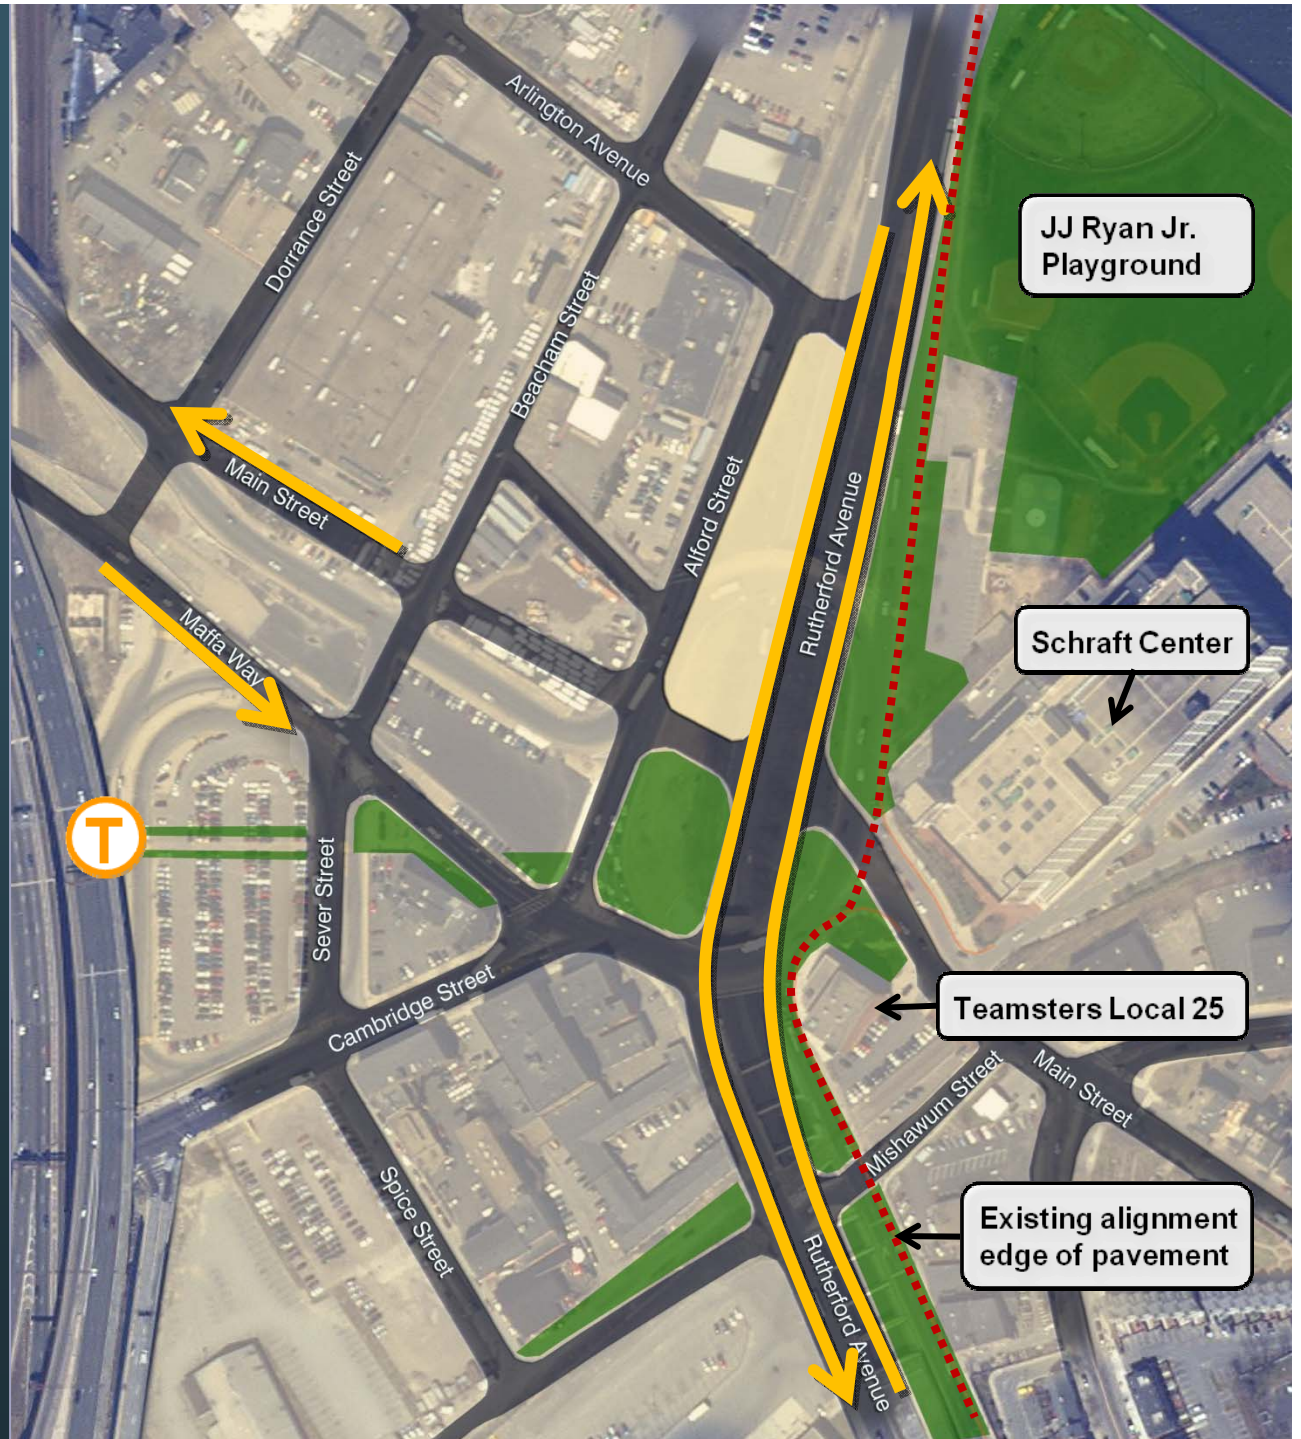 Arlington Avenue
Dorrance Street
JJ Ryan Jr.
Playground
Beacham Street
Main Street
Alford Street
Rutherford Avenue
Maffa Way
Schraft Center
T
Sever Street
Cambridge Street
Teamsters Local 25
Mishawum Street
Main Street
Spice Street
Existing alignment
edge of pavement
Rutherford Avenue